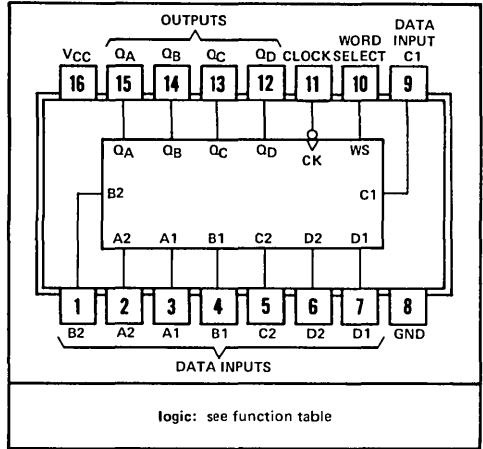 OUTPUTS
VCC QA QB QC QD CLOCK WORD SELECT DATA INPUT C1
16 15 14 13 12 11 10 9
QA QB QC QD CK WS
B2 C1
A2 A1 B1 C2 D2 D1
1 2 3 4 5 6 7 8
B2 A2 A1 B1 C2 D2 D1 GND
DATA INPUTS
logic: see function table